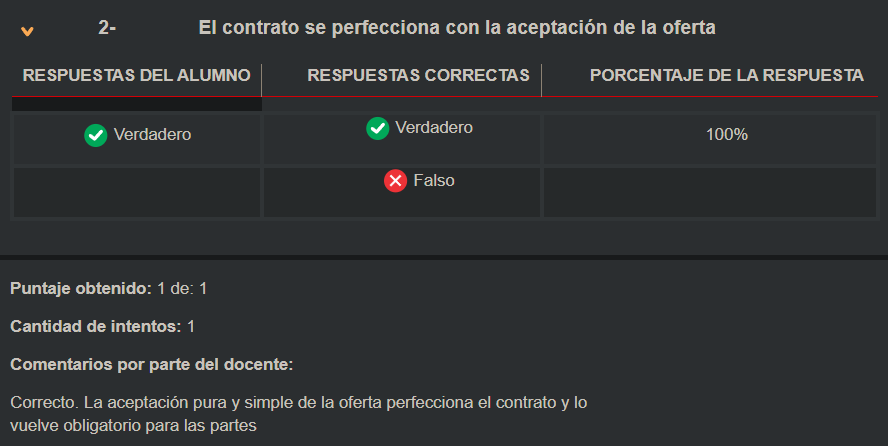 2- El contrato se perfecciona con la aceptación de la oferta
RESPUESTAS DEL ALUMNO RESPUESTAS CORRECTAS PORCENTAJE DE LA RESPUESTA
Verdadero Verdadero 100%
Falso
Puntaje obtenido: 1 de: 1
Cantidad de intentos: 1
Comentarios por parte del docente:
Correcto. La aceptación pura y simple de la oferta perfecciona el contrato y lo
vuelve obligatorio para las partes